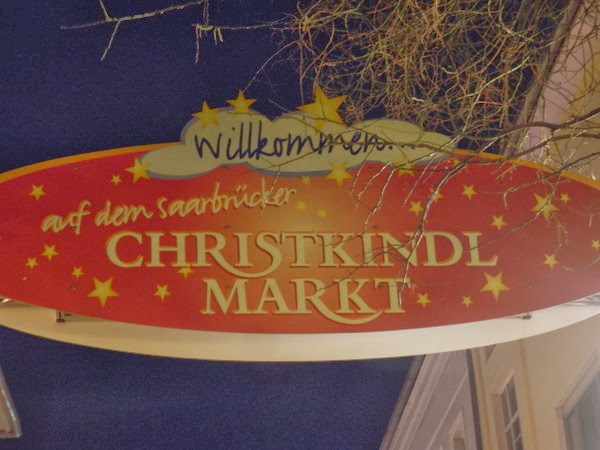 Willkommen...
auf dem Saarbrücker
CHRISTKINDL
MARKT